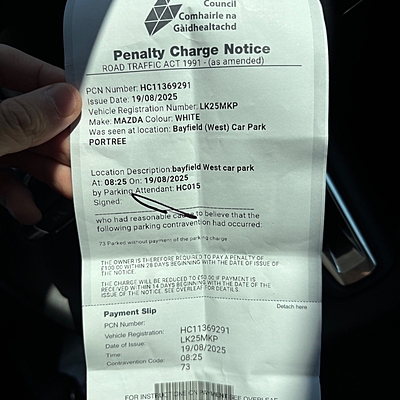 Council
Comhairle na
Gàidhealtachd
Penalty Charge Notice
ROAD TRAFFIC ACT 1991 - (as amended)
PCN Number: HC11369291
Issue Date: 19/08/2025
Vehicle Registration Number: LK25MKP
Make: MAZDA Colour: WHITE
Was seen at location: Bayfield (West) Car Park
PORTREE
Location Description:bayfield West car park
At: 08:25 On: 19/08/2025
by Parking Attendant: HC015
Signed:
who had reasonable cause to believe that the
following parking contravention had occurred:
73 Parked without payment of the parking charge
THE OWNER IS THEREFORE REQUIRED TO PAY A PENALTY OF
£100.00 WITHIN 28 DAYS BEGINNING WITH THE DATE OF ISSUE OF
THE NOTICE.
THE CHARGE WILL BE REDUCED TO £50.00 IF PAYMENT IS
RECEIVED WITHIN 14 DAYS BEGINNING WITH THE DATE OF THE
ISSUE OF THE NOTICE. SEE OVERLEAF FOR DETAILS.
Detach here
Payment Slip
PCN Number: HC11369291
Vehicle Registration: LK25MKP
Date of Issue: 19/08/2025
Time: 08:25
Contravention Code: 73
FOR INSTRUCTIONS ON PAYMENT SEE OVERLEAF